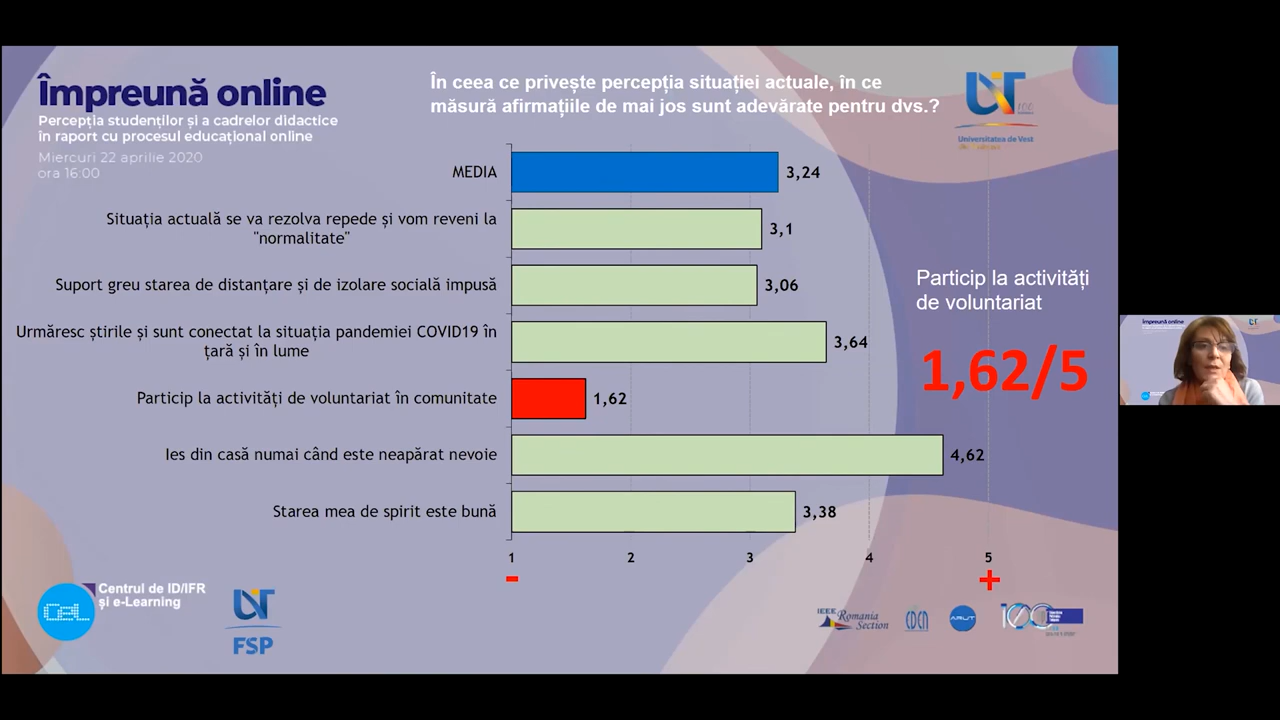 Împreună online
Percepția studenților și a cadrelor didactice
în raport cu procesul educațional online
Miercuri 22 aprilie 2020
ora 16:00
În ceea ce privește percepția situației actuale, în ce
măsură afirmațiile de mai jos sunt adevărate pentru dvs.?
Universitatea de Vest
MEDIA
3,24
Situația actuală se va rezolva repede și vom reveni la
"normalitate"
3,1
Suport greu starea de distanțare și de izolare socială impusă
3,06
Urmăresc știrile și sunt conectat la situația pandemiei COVID19 în
țară și în lume
3,64
Particip la activități de voluntariat în comunitate
1,62
Ies din casă numai când este neapărat nevoie
4,62
Starea mea de spirit este bună
3,38
1 2 3 4 5
- +
Particip la activități
de voluntariat
1,62/5
Centrul de ID/IFR
și e-Learning
CeL
UVT
FSP
IEEE
Romania
Section
EDEN
ARUT
100
Împreună online